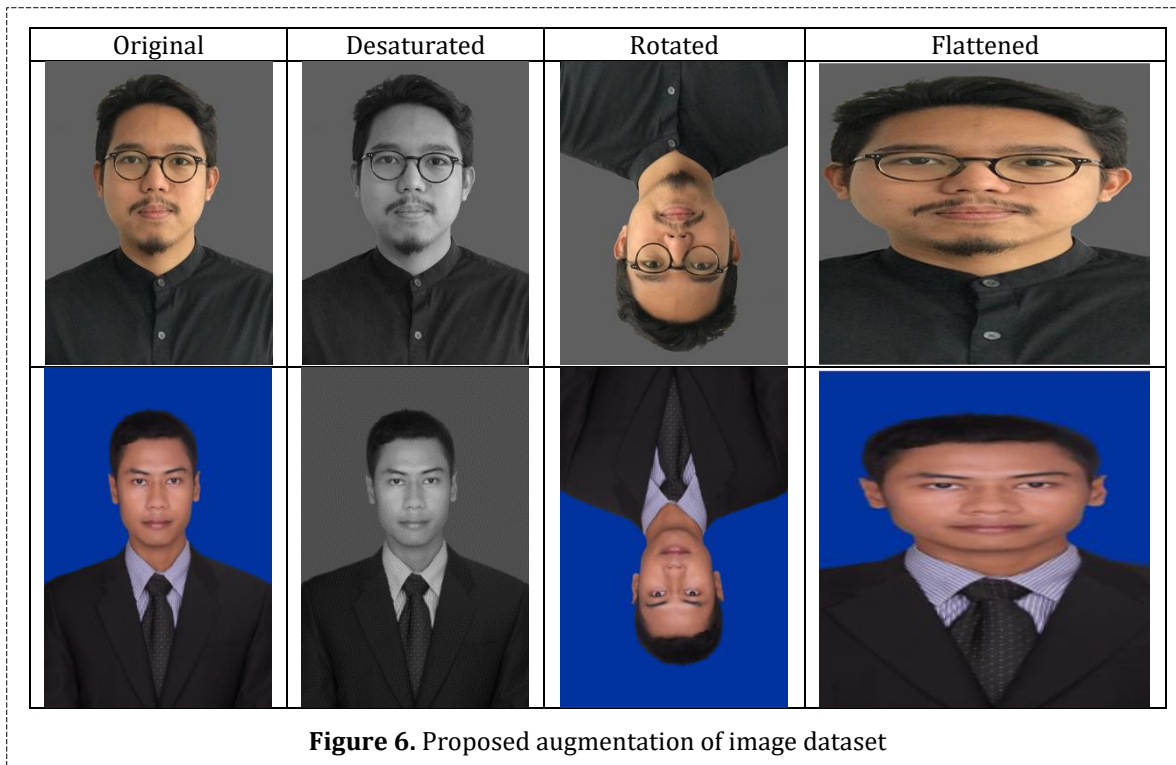 Original Desaturated Rotated Flattened
Figure 6. Proposed augmentation of image dataset